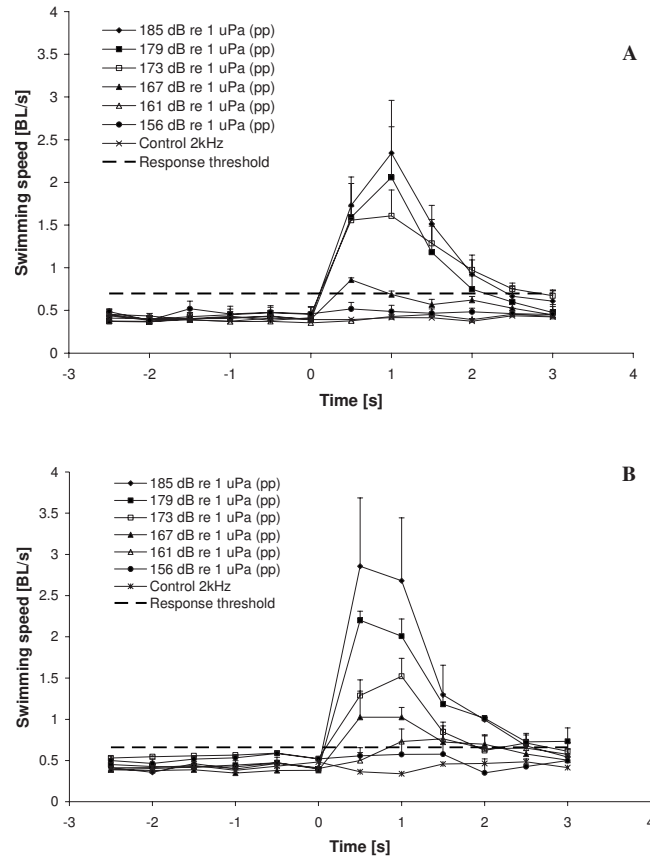 A
4
3.5
3
2.5
2
1.5
1
0.5
0
Swimming speed [BL/s]
185 dB re 1 uPa (pp)
179 dB re 1 uPa (pp)
173 dB re 1 uPa (pp)
167 dB re 1 uPa (pp)
161 dB re 1 uPa (pp)
156 dB re 1 uPa (pp)
Control 2kHz
Response threshold
-3 -2 -1 0 1 2 3 4
Time [s]
B
4
3.5
3
2.5
2
1.5
1
0.5
0
Swimming speed [BL/s]
185 dB re 1 uPa (pp)
179 dB re 1 uPa (pp)
173 dB re 1 uPa (pp)
167 dB re 1 uPa (pp)
161 dB re 1 uPa (pp)
156 dB re 1 uPa (pp)
Control 2kHz
Response threshold
-3 -2 -1 0 1 2 3 4
Time [s]